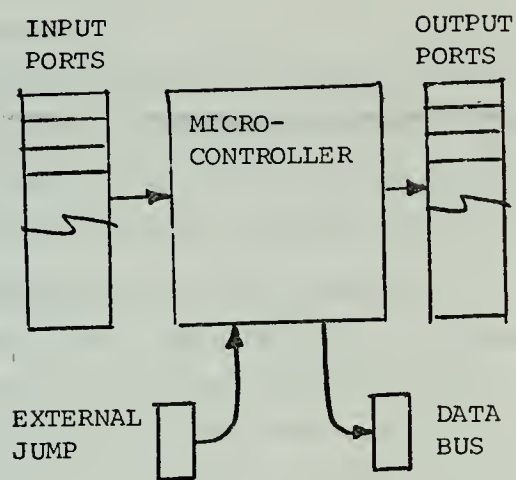 INPUT
PORTS
OUTPUT
PORTS
MICRO-
CONTROLLER
EXTERNAL
JUMP
DATA
BUS